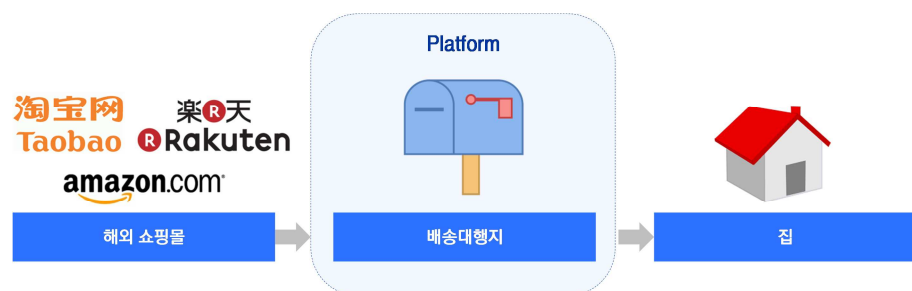 Platform
淘宝网
Taobao
楽R天
R Rakuten
amazon.com
해외 쇼핑몰
배송대행지
집